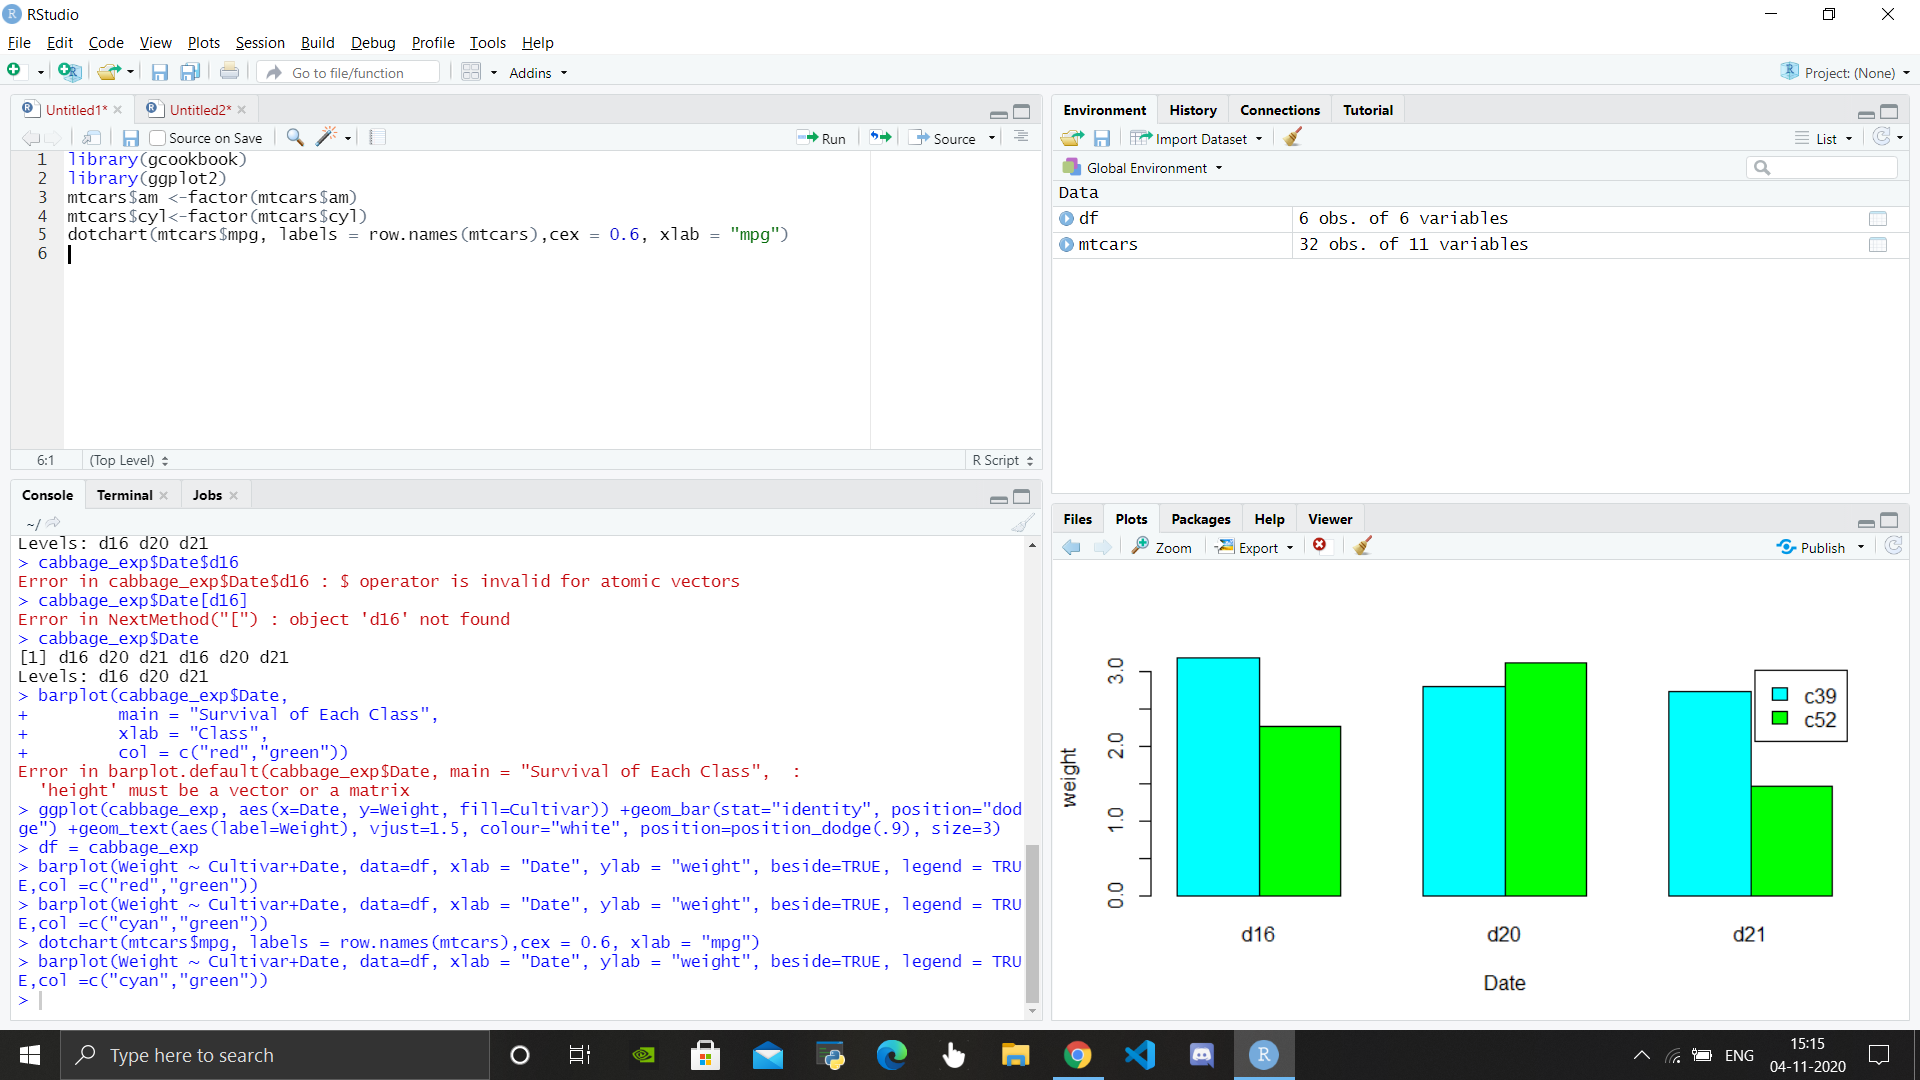 RStudio
File Edit Code View Plots Session Build Debug Profile Tools Help
Go to file/function Addins Project: (None)
Untitled1* Untitled2*
Source on Save Run Source
1 library(gcookbook)
2 library(ggplot2)
3 mtcars$am <-factor(mtcars$am)
4 mtcars$cyl<-factor(mtcars$cyl)
5 dotchart(mtcars$mpg, labels = row.names(mtcars),cex = 0.6, xlab = "mpg")
6
6:1 (Top Level) R Script
Console Terminal Jobs
~/
Levels: d16 d20 d21
> cabbage_exp$Date$d16
Error in cabbage_exp$Date$d16 : $ operator is invalid for atomic vectors
> cabbage_exp$Date[d16]
Error in NextMethod("[") : object 'd16' not found
> cabbage_exp$Date
[1] d16 d20 d21 d16 d20 d21
Levels: d16 d20 d21
> barplot(cabbage_exp$Date,
+         main = "Survival of Each Class",
+         xlab = "Class",
+         col = c("red","green"))
Error in barplot.default(cabbage_exp$Date, main = "Survival of Each Class",  :
  'height' must be a vector or a matrix
> ggplot(cabbage_exp, aes(x=Date, y=Weight, fill=Cultivar)) +geom_bar(stat="identity", position="dod
ge") +geom_text(aes(label=Weight), vjust=1.5, colour="white", position=position_dodge(.9), size=3)
> df = cabbage_exp
> barplot(Weight ~ Cultivar+Date, data=df, xlab = "Date", ylab = "weight", beside=TRUE, legend = TRU
E,col =c("red","green"))
> barplot(Weight ~ Cultivar+Date, data=df, xlab = "Date", ylab = "weight", beside=TRUE, legend = TRU
E,col =c("cyan","green"))
> dotchart(mtcars$mpg, labels = row.names(mtcars),cex = 0.6, xlab = "mpg")
> barplot(Weight ~ Cultivar+Date, data=df, xlab = "Date", ylab = "weight", beside=TRUE, legend = TRU
E,col =c("cyan","green"))
>
Environment History Connections Tutorial
Import Dataset List
Global Environment
Data
df 6 obs. of 6 variables
mtcars 32 obs. of 11 variables
Files Plots Packages Help Viewer
Zoom Export Publish
3.0
2.0
1.0
0.0
weight
c39
c52
d16 d20 d21
Date
Type here to search
ENG
15:15
04-11-2020